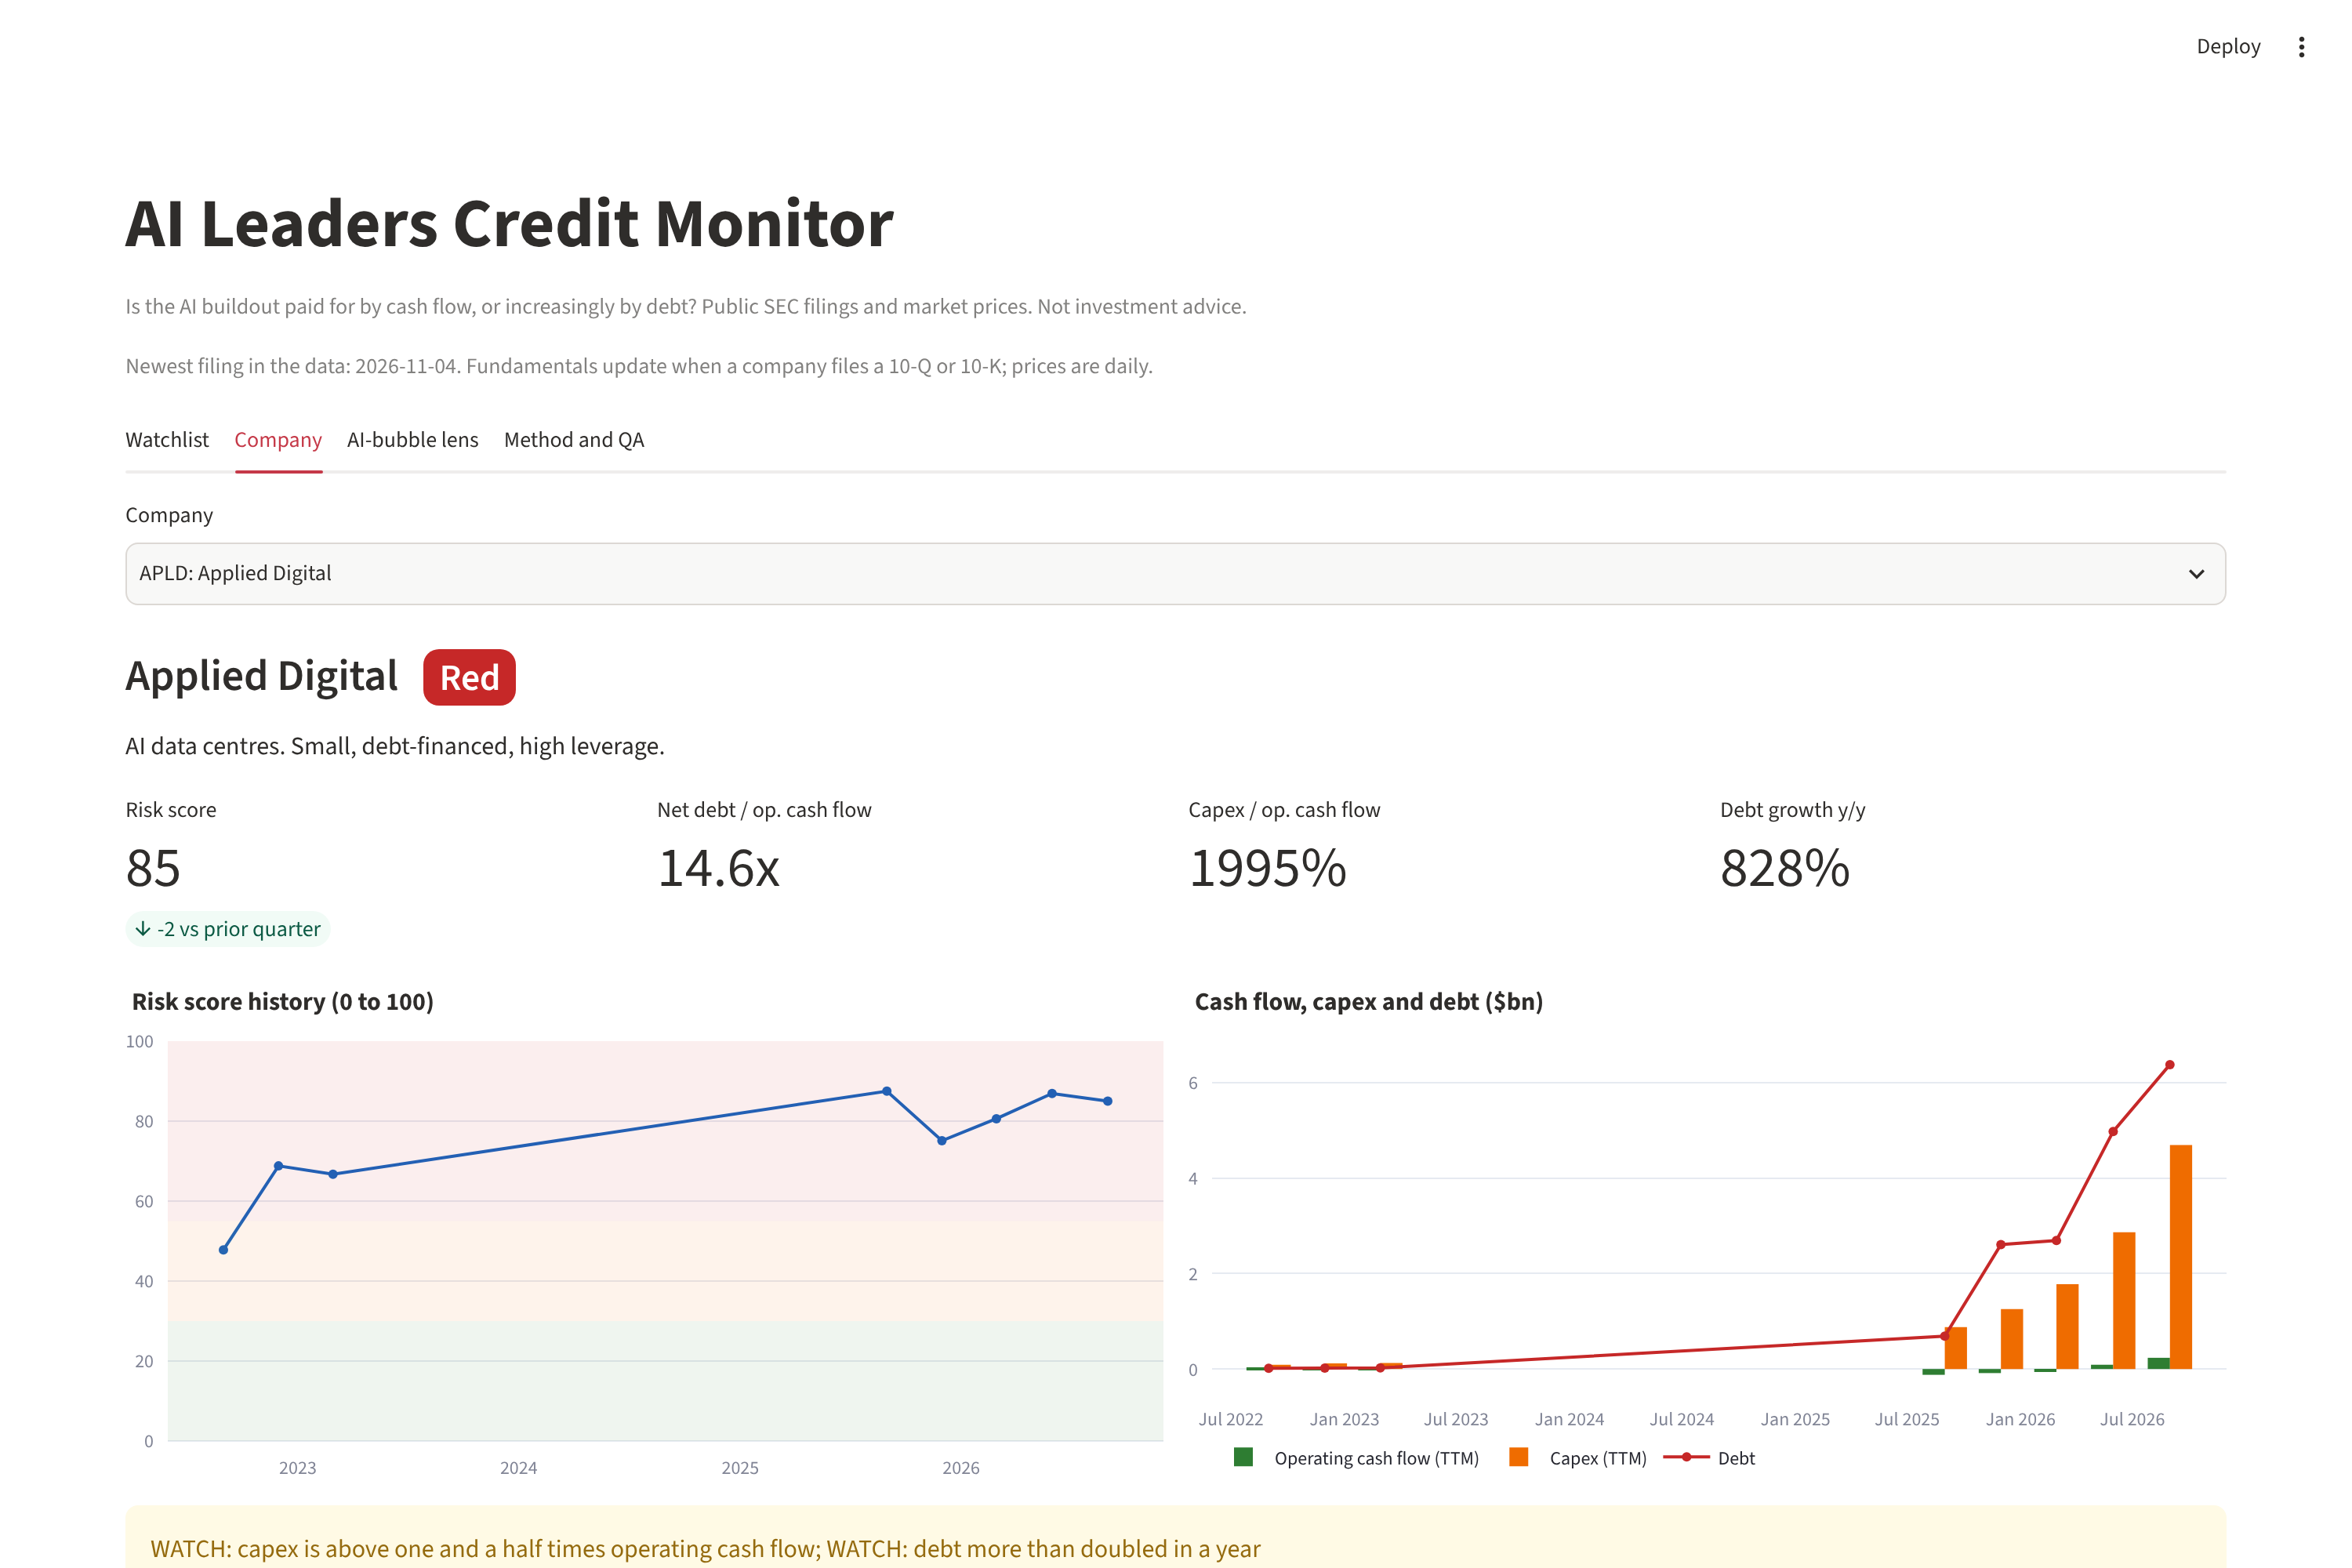 Deploy
AI Leaders Credit Monitor
Is the AI buildout paid for by cash flow, or increasingly by debt? Public SEC filings and market prices. Not investment advice.
Newest filing in the data: 2026-11-04. Fundamentals update when a company files a 10-Q or 10-K; prices are daily.
Watchlist Company AI-bubble lens Method and QA
Company
APLD: Applied Digital
Applied Digital Red
AI data centres. Small, debt-financed, high leverage.
Risk score Net debt / op. cash flow Capex / op. cash flow Debt growth y/y
85 14.6x 1995% 828%
↓ -2 vs prior quarter
Risk score history (0 to 100)
100
80
60
40
20
0
2023 2024 2025 2026
Cash flow, capex and debt ($bn)
6
4
2
0
Jul 2022 Jan 2023 Jul 2023 Jan 2024 Jul 2024 Jan 2025 Jul 2025 Jan 2026 Jul 2026
Operating cash flow (TTM) Capex (TTM) Debt
WATCH: capex is above one and a half times operating cash flow; WATCH: debt more than doubled in a year